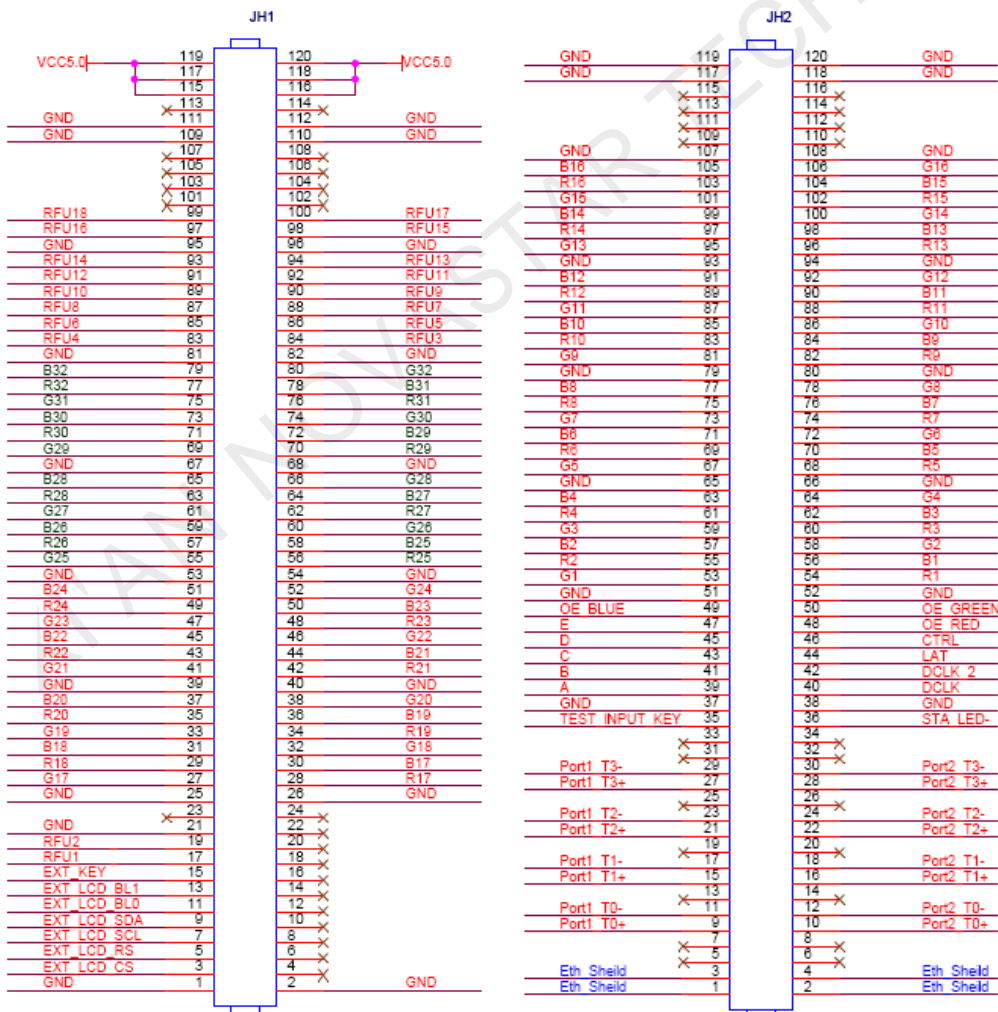 JH1
VCC5.0 119 120 VCC5.0
117 118
115 116
113 114
GND 111 112 GND
GND 109 110 GND
107 108
105 106
103 104
101 102
RFU18 99 100 RFU17
RFU16 97 98 RFU15
GND 95 96 GND
RFU14 93 94 RFU13
RFU12 91 92 RFU11
RFU10 89 90 RFU9
RFU8 87 88 RFU7
RFU6 85 86 RFU5
RFU4 83 84 RFU3
GND 81 82 GND
B32 79 80 G32
R32 77 78 B31
G31 75 76 R31
B30 73 74 G30
R30 71 72 B29
G29 69 70 R29
GND 67 68 GND
B28 65 66 G28
R28 63 64 B27
G27 61 62 R27
B26 59 60 G26
R26 57 58 B25
G25 55 56 R25
GND 53 54 GND
B24 51 52 G24
R24 49 50 B23
G23 47 48 R23
B22 45 46 G22
R22 43 44 B21
G21 41 42 R21
GND 39 40 GND
B20 37 38 G20
R20 35 36 B19
G19 33 34 R19
B18 31 32 G18
R18 29 30 B17
G17 27 28 R17
GND 25 26 GND
23 24
GND 21 22
RFU2 19 20
RFU1 17 18
EXT_KEY 15 16
EXT_LCD_BL1 13 14
EXT_LCD_BL0 11 12
EXT_LCD_SDA 9 10
EXT_LCD_SCL 7 8
EXT_LCD_RS 5 6
EXT_LCD_CS 3 4
GND 1 2 GND
JH2
GND 119 120 GND
GND 117 118 GND
115 116
113 114
111 112
109 110
GND 107 108 GND
B16 105 106 G16
R16 103 104 B15
G15 101 102 R15
B14 99 100 G14
R14 97 98 B13
G13 95 96 R13
GND 93 94 GND
B12 91 92 G12
R12 89 90 B11
G11 87 88 R11
B10 85 86 G10
R10 83 84 B9
G9 81 82 R9
GND 79 80 GND
B8 77 78 G8
R8 75 76 B7
G7 73 74 R7
B6 71 72 G6
R6 69 70 B5
G5 67 68 R5
GND 65 66 GND
B4 63 64 G4
R4 61 62 B3
G3 59 60 R3
B2 57 58 G2
R2 55 56 B1
G1 53 54 R1
GND 51 52 GND
OE_BLUE 49 50 OE_GREEN
E 47 48 OE_RED
D 45 46 CTRL
C 43 44 LAT
B 41 42 DCLK_2
A 39 40 DCLK
GND 37 38 GND
TEST_INPUT_KEY 35 36 STA_LED-
33 34
31 32
Port1_T3- 29 30 Port2_T3-
Port1_T3+ 27 28 Port2_T3+
25 26
Port1_T2- 23 24 Port2_T2-
Port1_T2+ 21 22 Port2_T2+
19 20
Port1_T1- 17 18 Port2_T1-
Port1_T1+ 15 16 Port2_T1+
13 14
Port1_T0- 11 12 Port2_T0-
Port1_T0+ 9 10 Port2_T0+
7 8
5 6
Eth_Sheild 3 4 Eth_Sheild
Eth_Sheild 1 2 Eth_Sheild
XI'AN NOVASTAR TECH